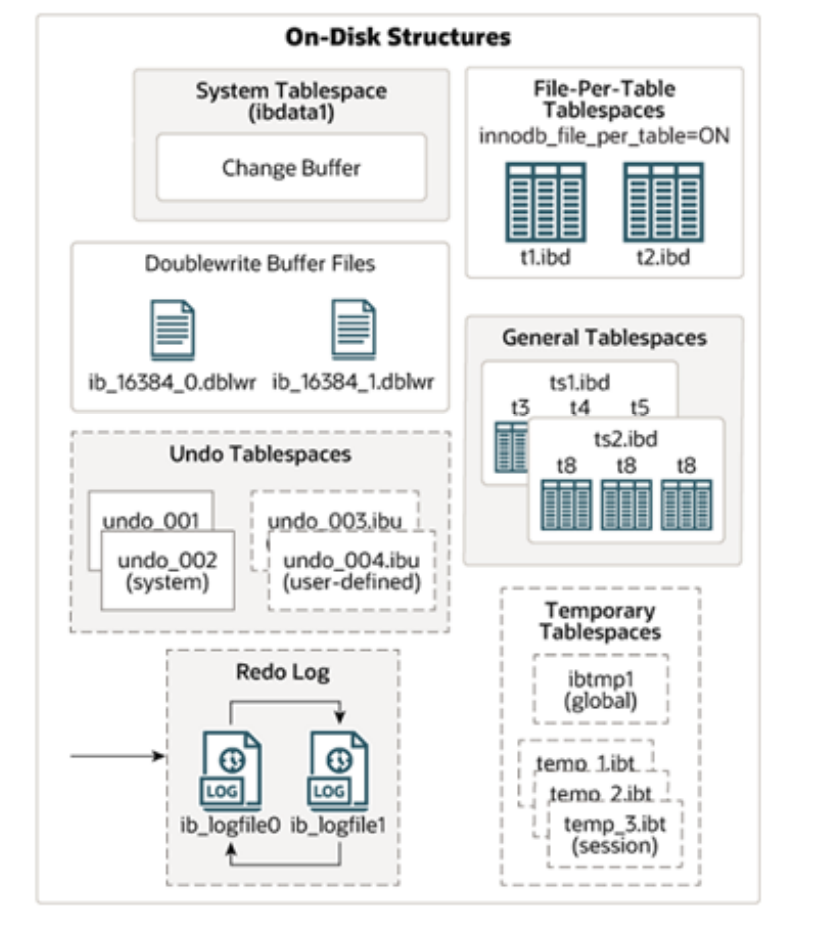 On-Disk Structures
System Tablespace
(ibdata1)
Change Buffer
File-Per-Table
Tablespaces
innodb_file_per_table=ON
t1.ibd
t2.ibd
Doublewrite Buffer Files
ib_16384_0.dblwr
ib_16384_1.dblwr
General Tablespaces
ts1.ibd
t3 t4 t5
ts2.ibd
t8 t8 t8
Undo Tablespaces
undo_001
undo_002
(system)
undo_003.ibu
undo_004.ibu
(user-defined)
Temporary
Tablespaces
ibtmp1
(global)
temp_1.ibt
temp_2.ibt
temp_3.ibt
(session)
Redo Log
LOG
LOG
ib_logfile0
ib_logfile1